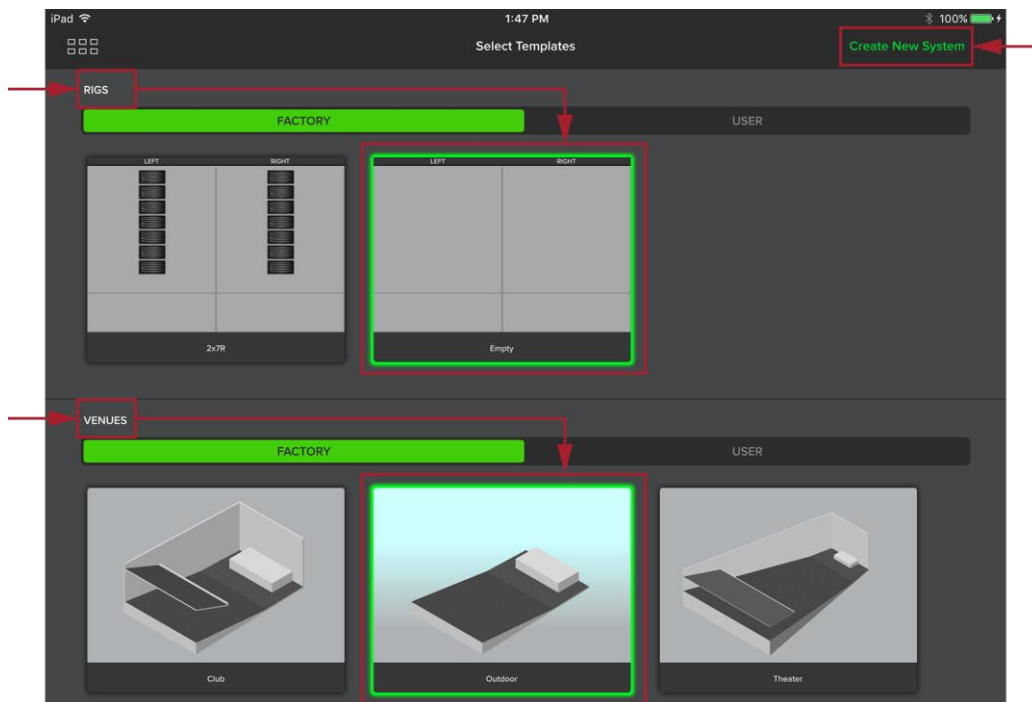 iPad 1:47 PM 100%
Select Templates Create New System
RIGS
FACTORY USER
LEFT RIGHT LEFT RIGHT
2x7R Empty
VENUES
FACTORY USER
Club Outdoor Theater